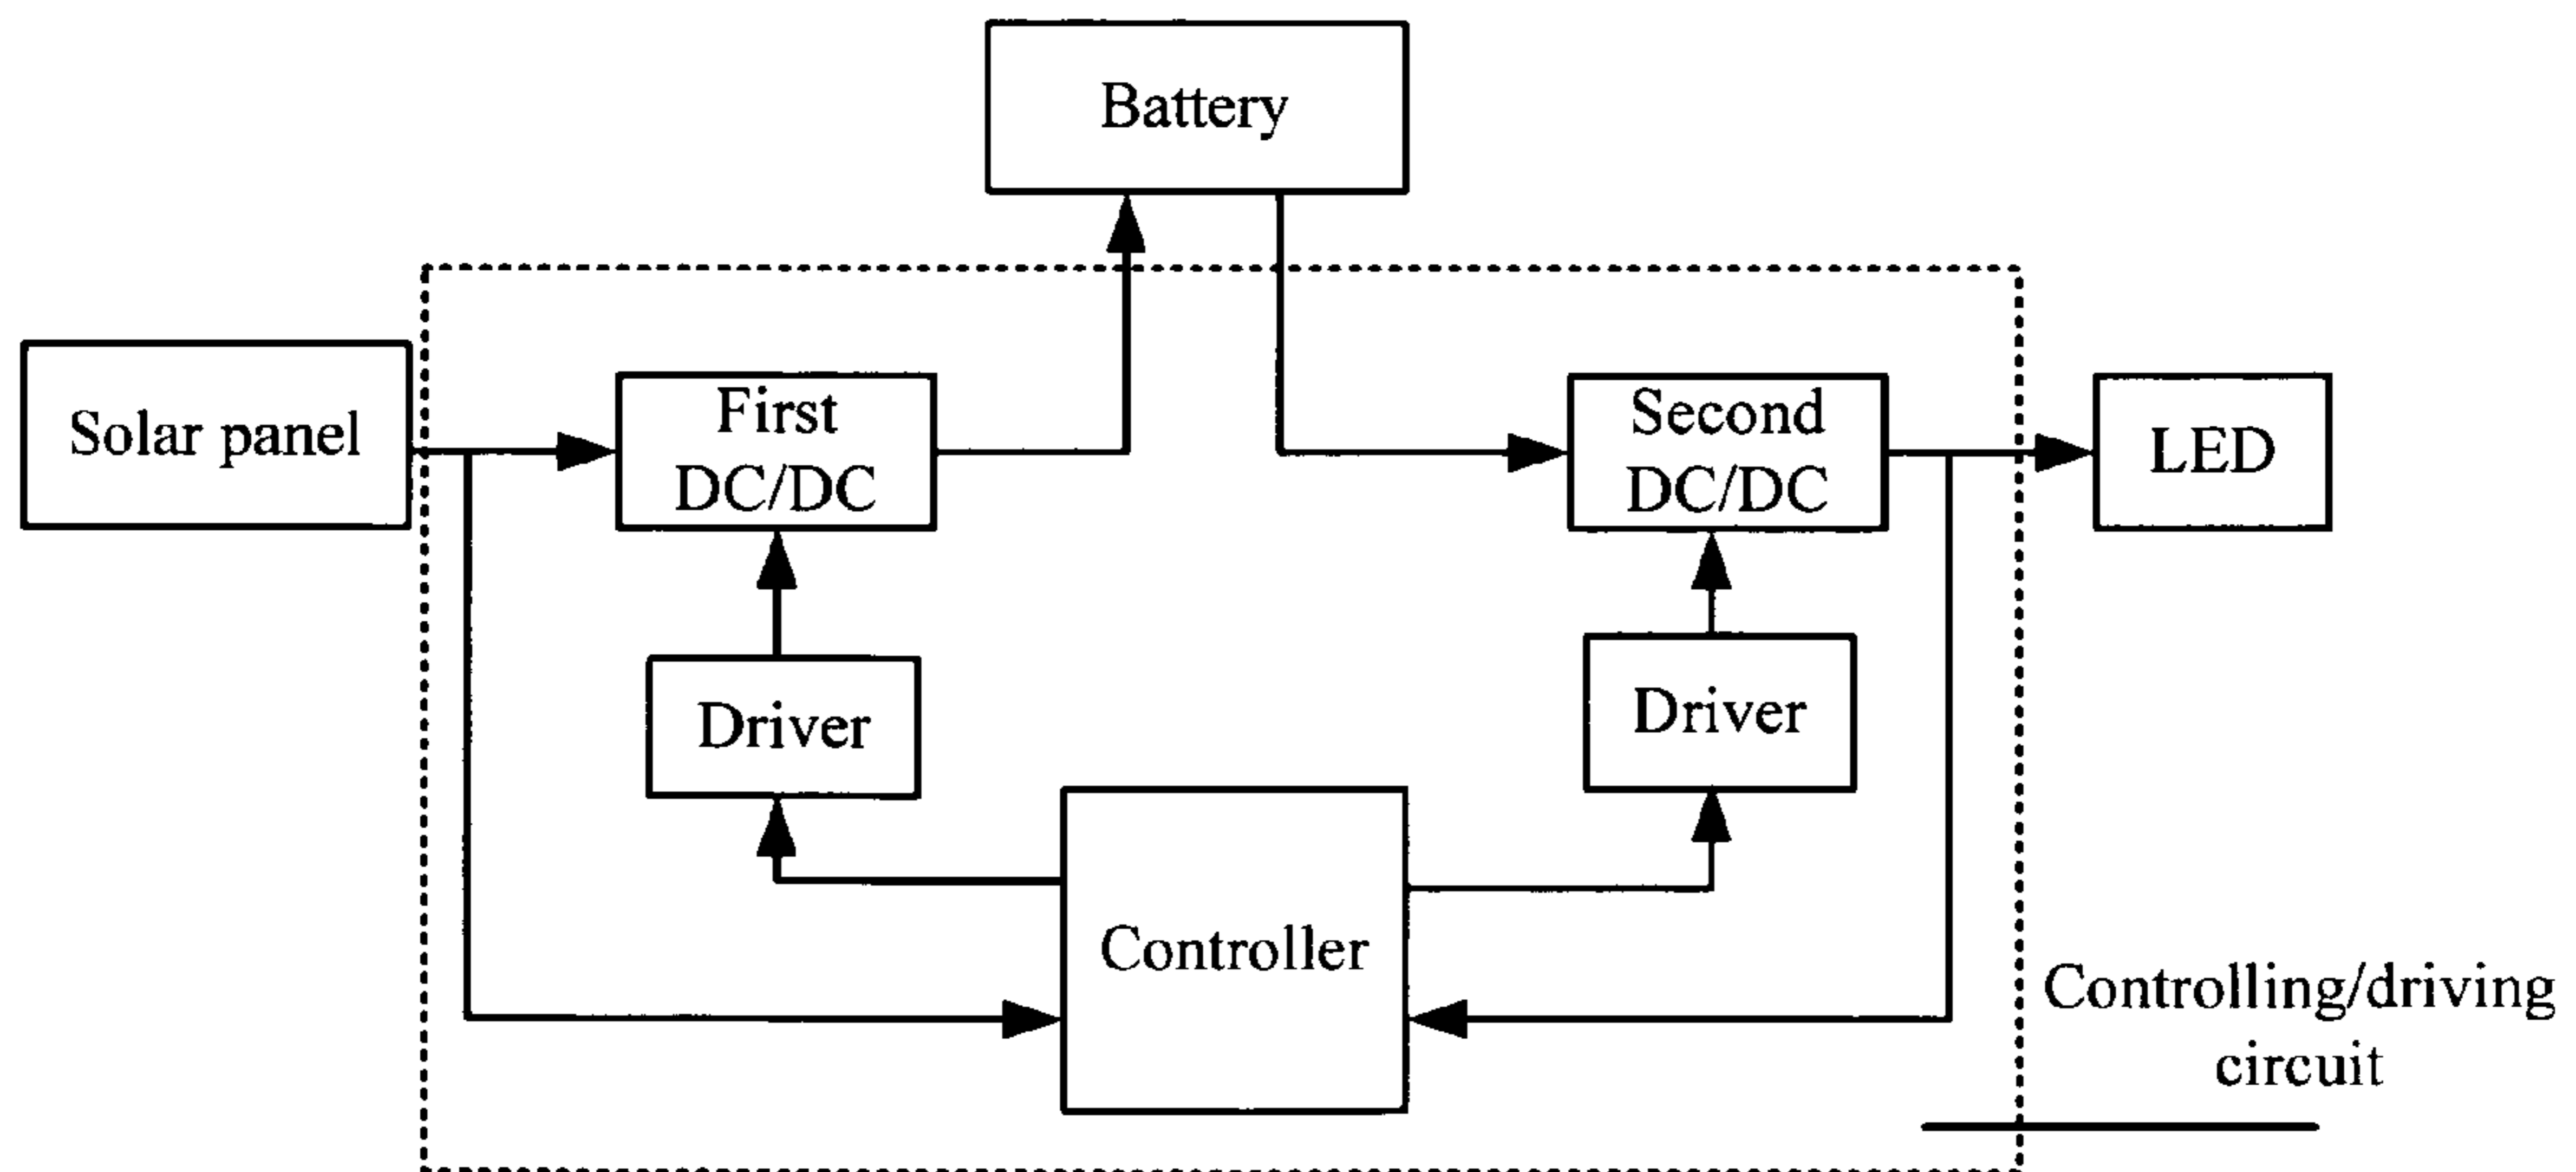 Battery
Solar panel
First
DC/DC
Second
DC/DC
LED
Driver
Driver
Controller
Controlling/driving
circuit